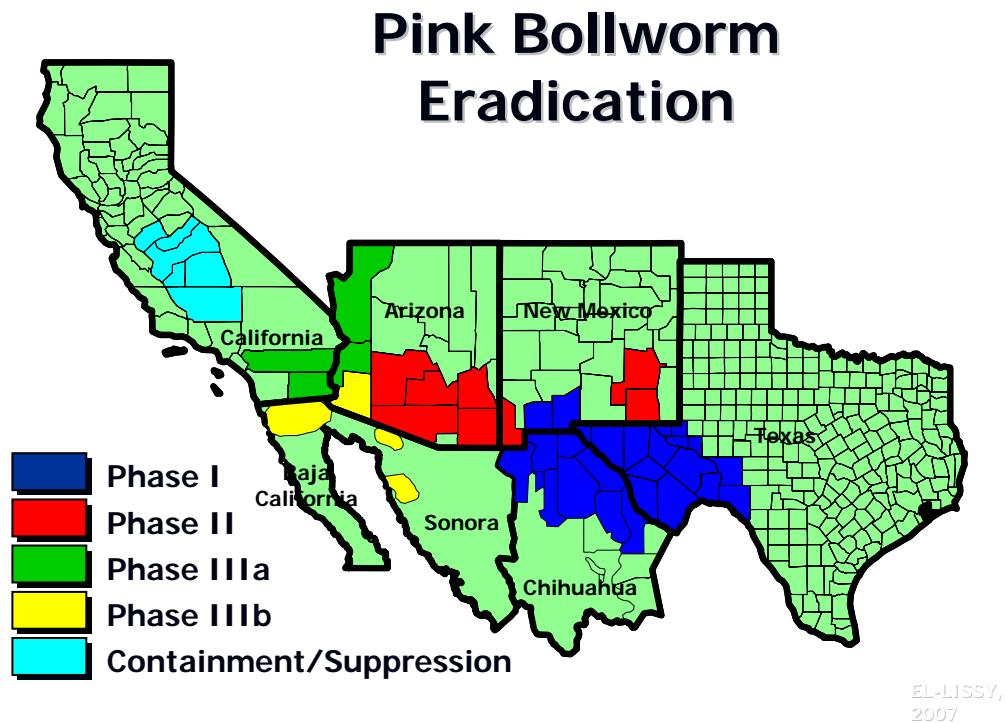 Pink Bollworm
Eradication
Arizona
New Mexico
California
Texas
Baja
California
Sonora
Chihuahua
Phase I
Phase II
Phase IIIa
Phase IIIb
Containment/Suppression
EL-LISSY,
2007